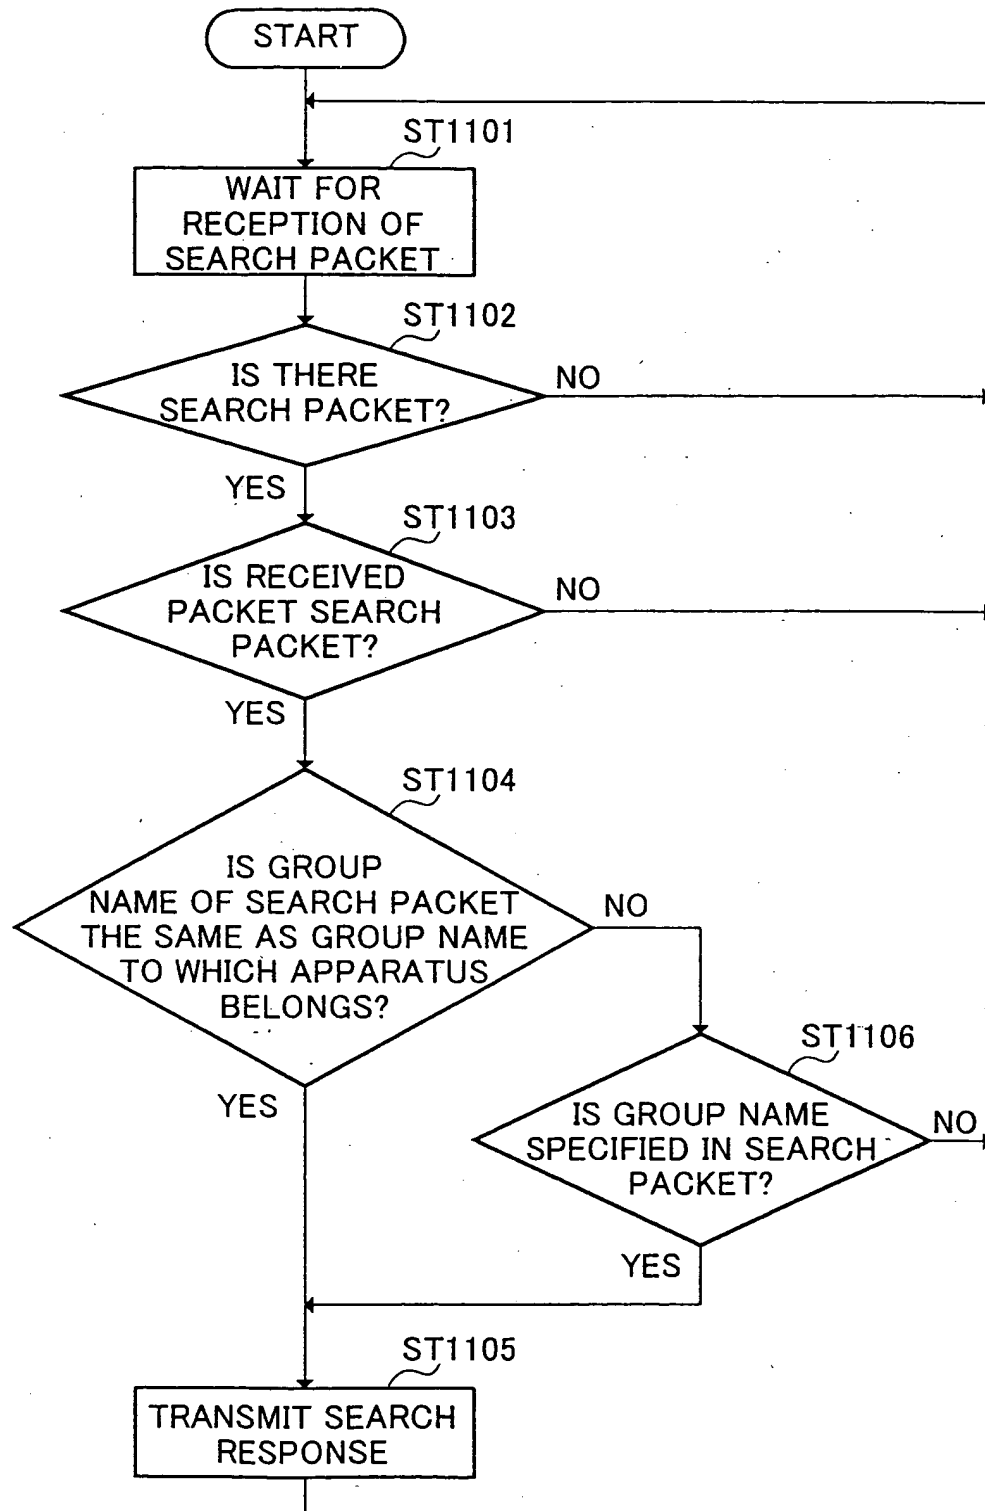 START
ST1101
WAIT FOR
RECEPTION OF
SEARCH PACKET
ST1102
IS THERE
SEARCH PACKET?
NO
YES
ST1103
IS RECEIVED
PACKET SEARCH
PACKET?
NO
YES
ST1104
IS GROUP
NAME OF SEARCH PACKET
THE SAME AS GROUP NAME
TO WHICH APPARATUS
BELONGS?
NO
YES
ST1106
IS GROUP NAME
SPECIFIED IN SEARCH
PACKET?
NO
YES
ST1105
TRANSMIT SEARCH
RESPONSE